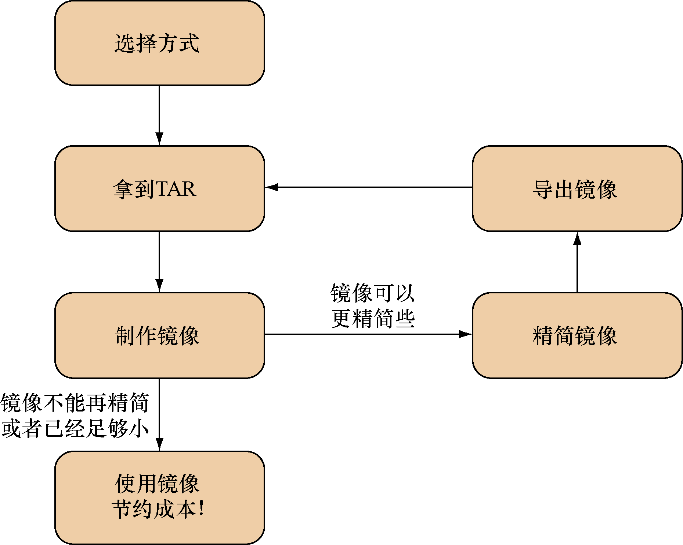 选择方式
拿到TAR
导出镜像
制作镜像
镜像可以
更精简些
精简镜像
镜像不能再精简
或者已经足够小
使用镜像
节约成本!